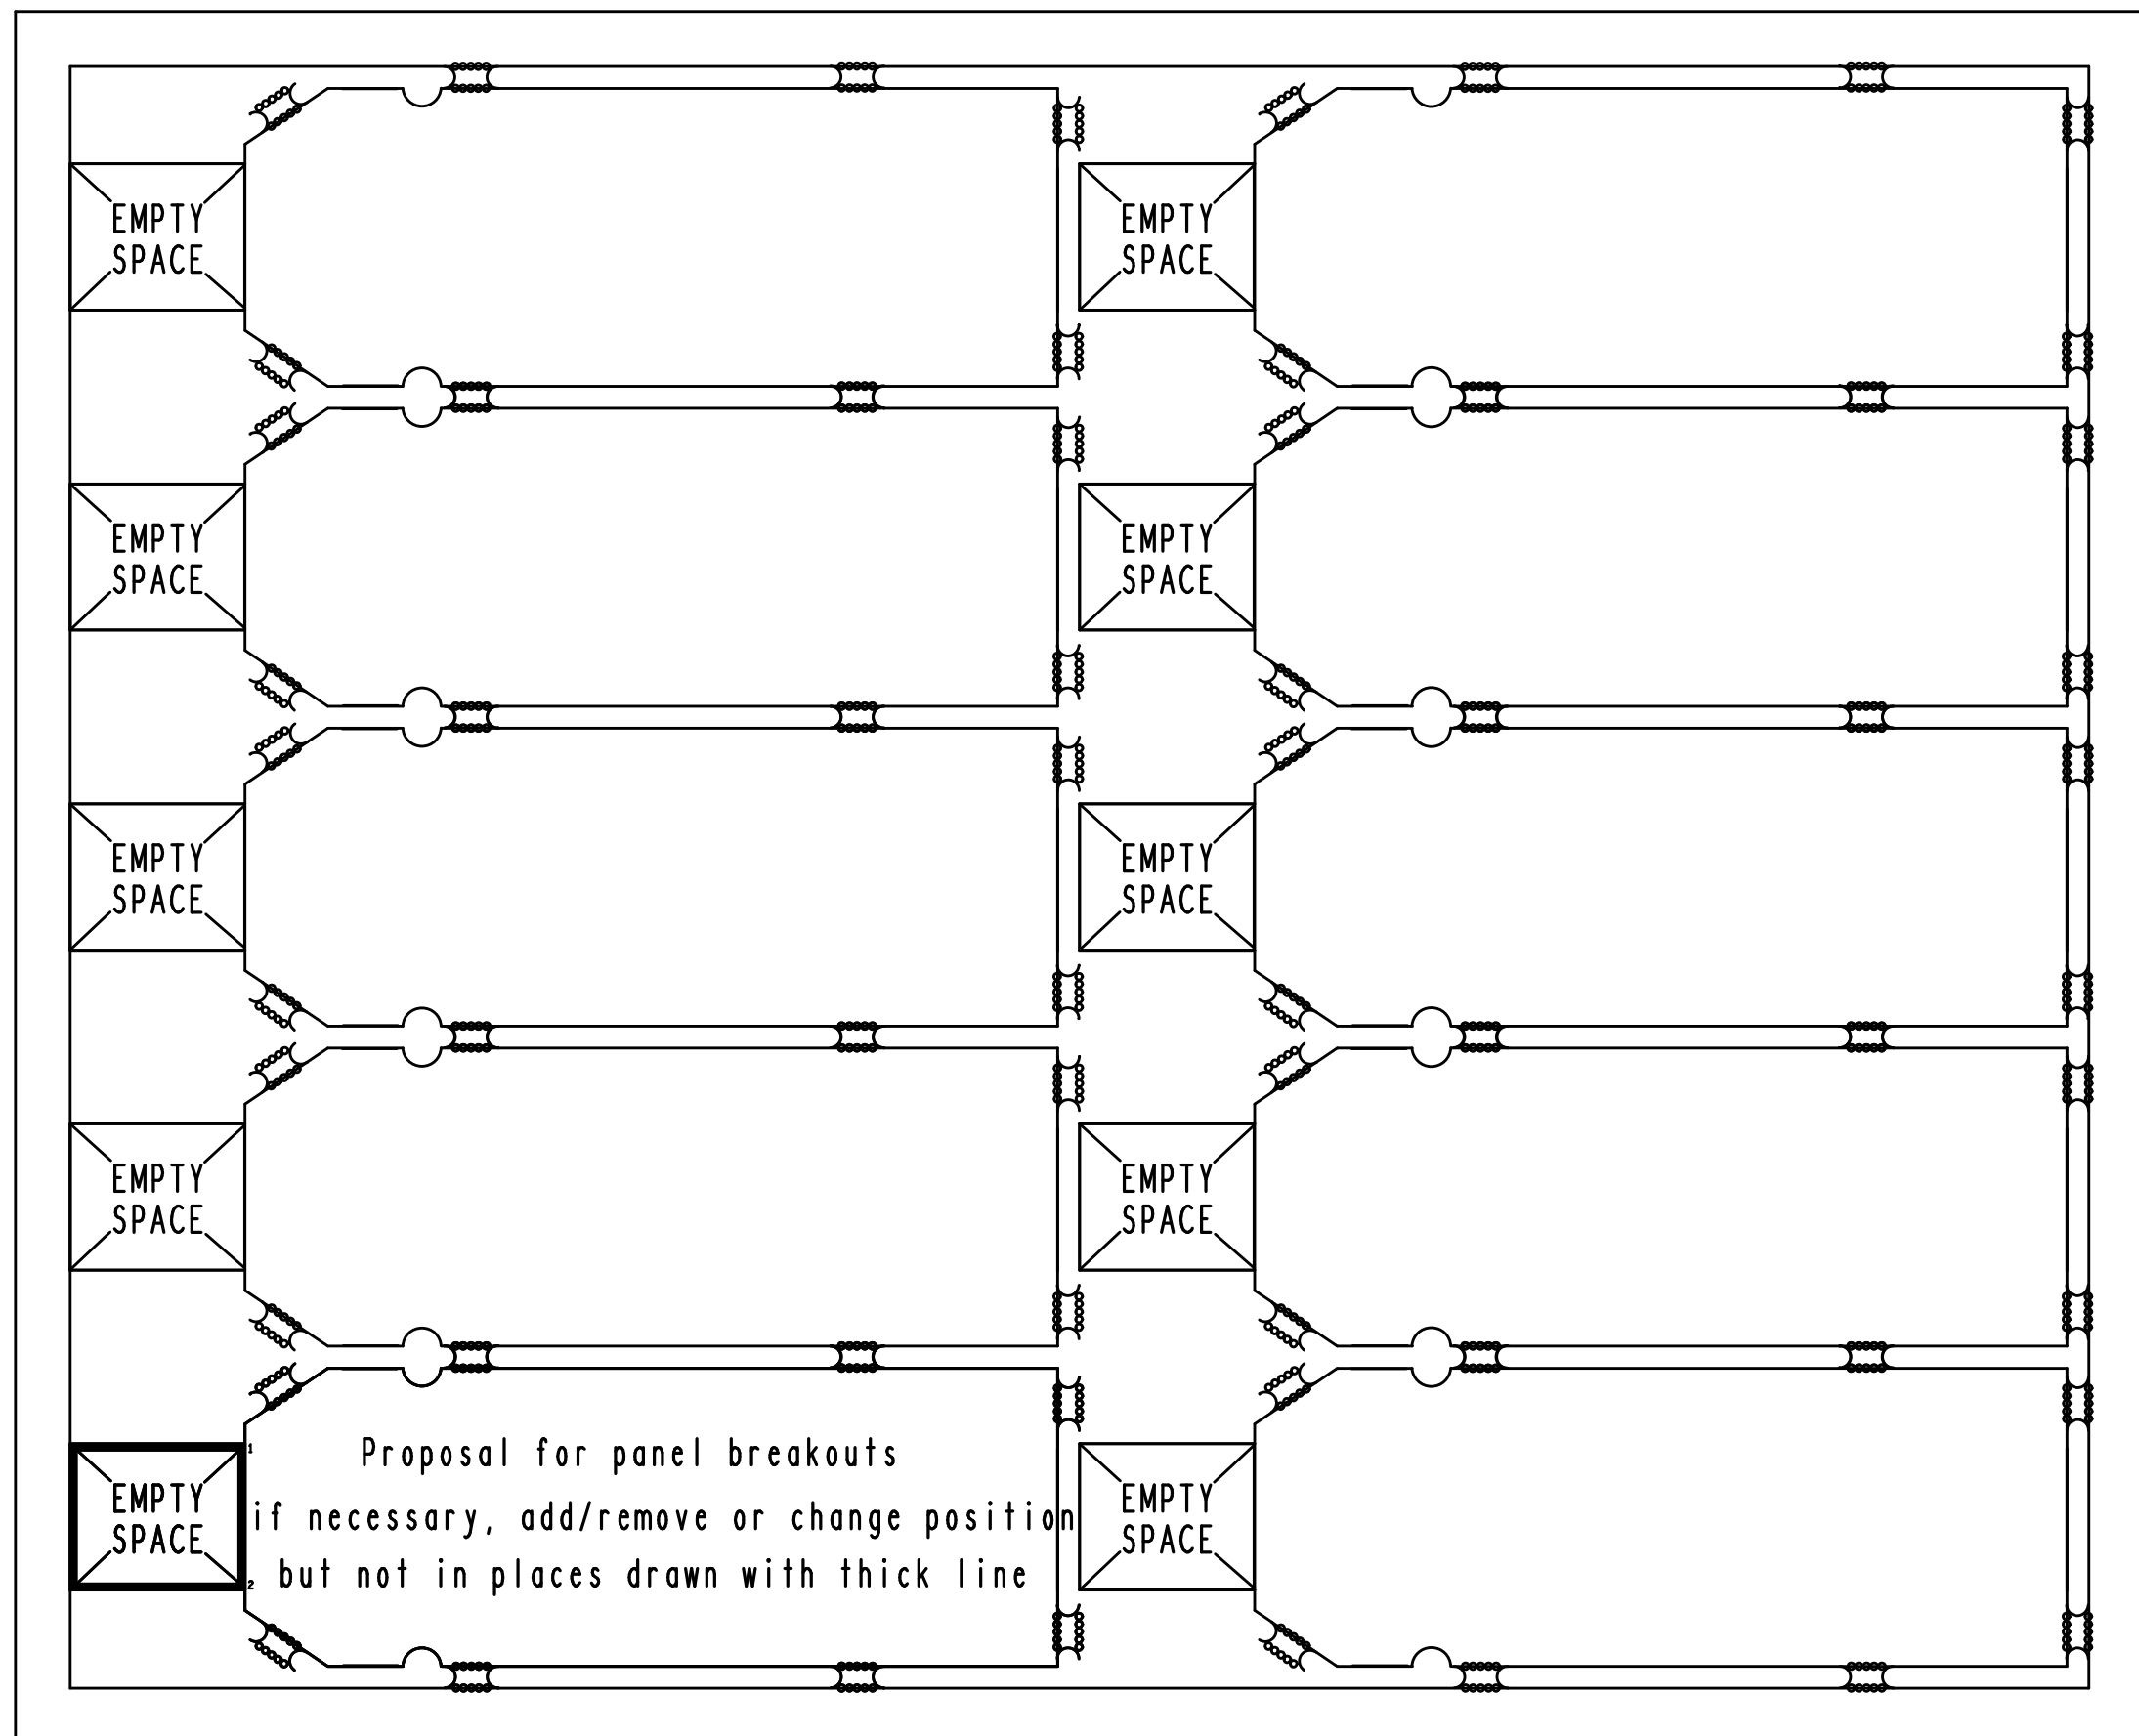 EMPTY
SPACE
EMPTY
SPACE
EMPTY
SPACE
EMPTY
SPACE
EMPTY
SPACE
EMPTY
SPACE
EMPTY
SPACE
EMPTY
SPACE
1
EMPTY
SPACE
2
Proposal for panel breakouts
if necessary, add/remove or change position
but not in places drawn with thick line
EMPTY
SPACE